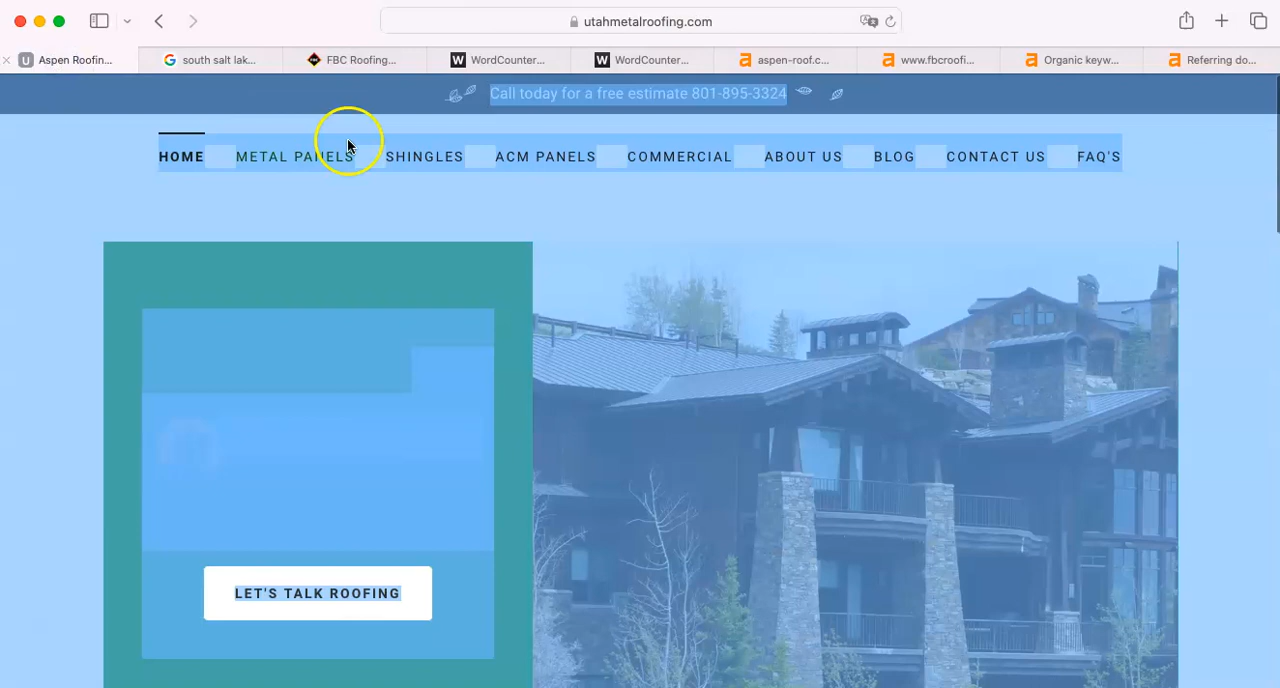 utahmetalroofing.com
Aspen Roofin... south salt lak... FBC Roofing... WordCounter... WordCounter... aspen-roof.c... www.fbcroofi... Organic keyw... Referring do...
Call today for a free estimate 801-895-3324
HOME METAL PANELS SHINGLES ACM PANELS COMMERCIAL ABOUT US BLOG CONTACT US FAQ'S
LET'S TALK ROOFING